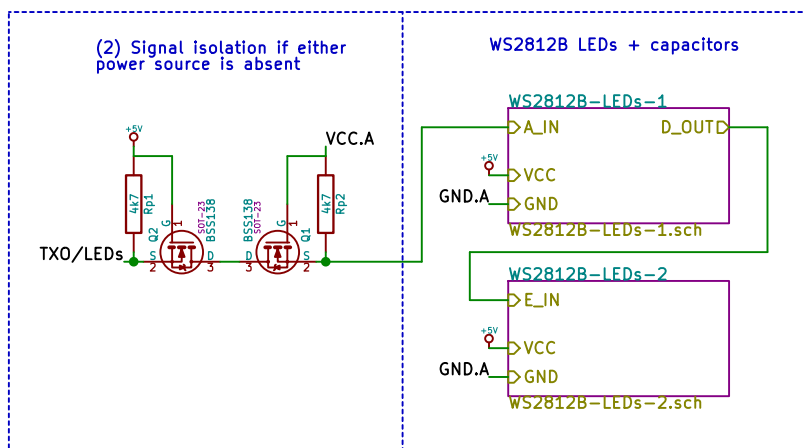 (2) Signal isolation if either
power source is absent
WS2812B LEDs + capacitors
+5V
VCC.A
4k7
Rp1
Q2
G
1
SOT-23
BSS138
BSS138
SOT-23
G
1
Q1
4k7
Rp2
TXO/LEDs
S
2
D
3
D
3
S
2
WS2812B-LEDs-1
A_IN
D_OUT
+5V
VCC
GND.A
GND
WS2812B-LEDs-1.sch
WS2812B-LEDs-2
E_IN
+5V
VCC
GND.A
GND
WS2812B-LEDs-2.sch